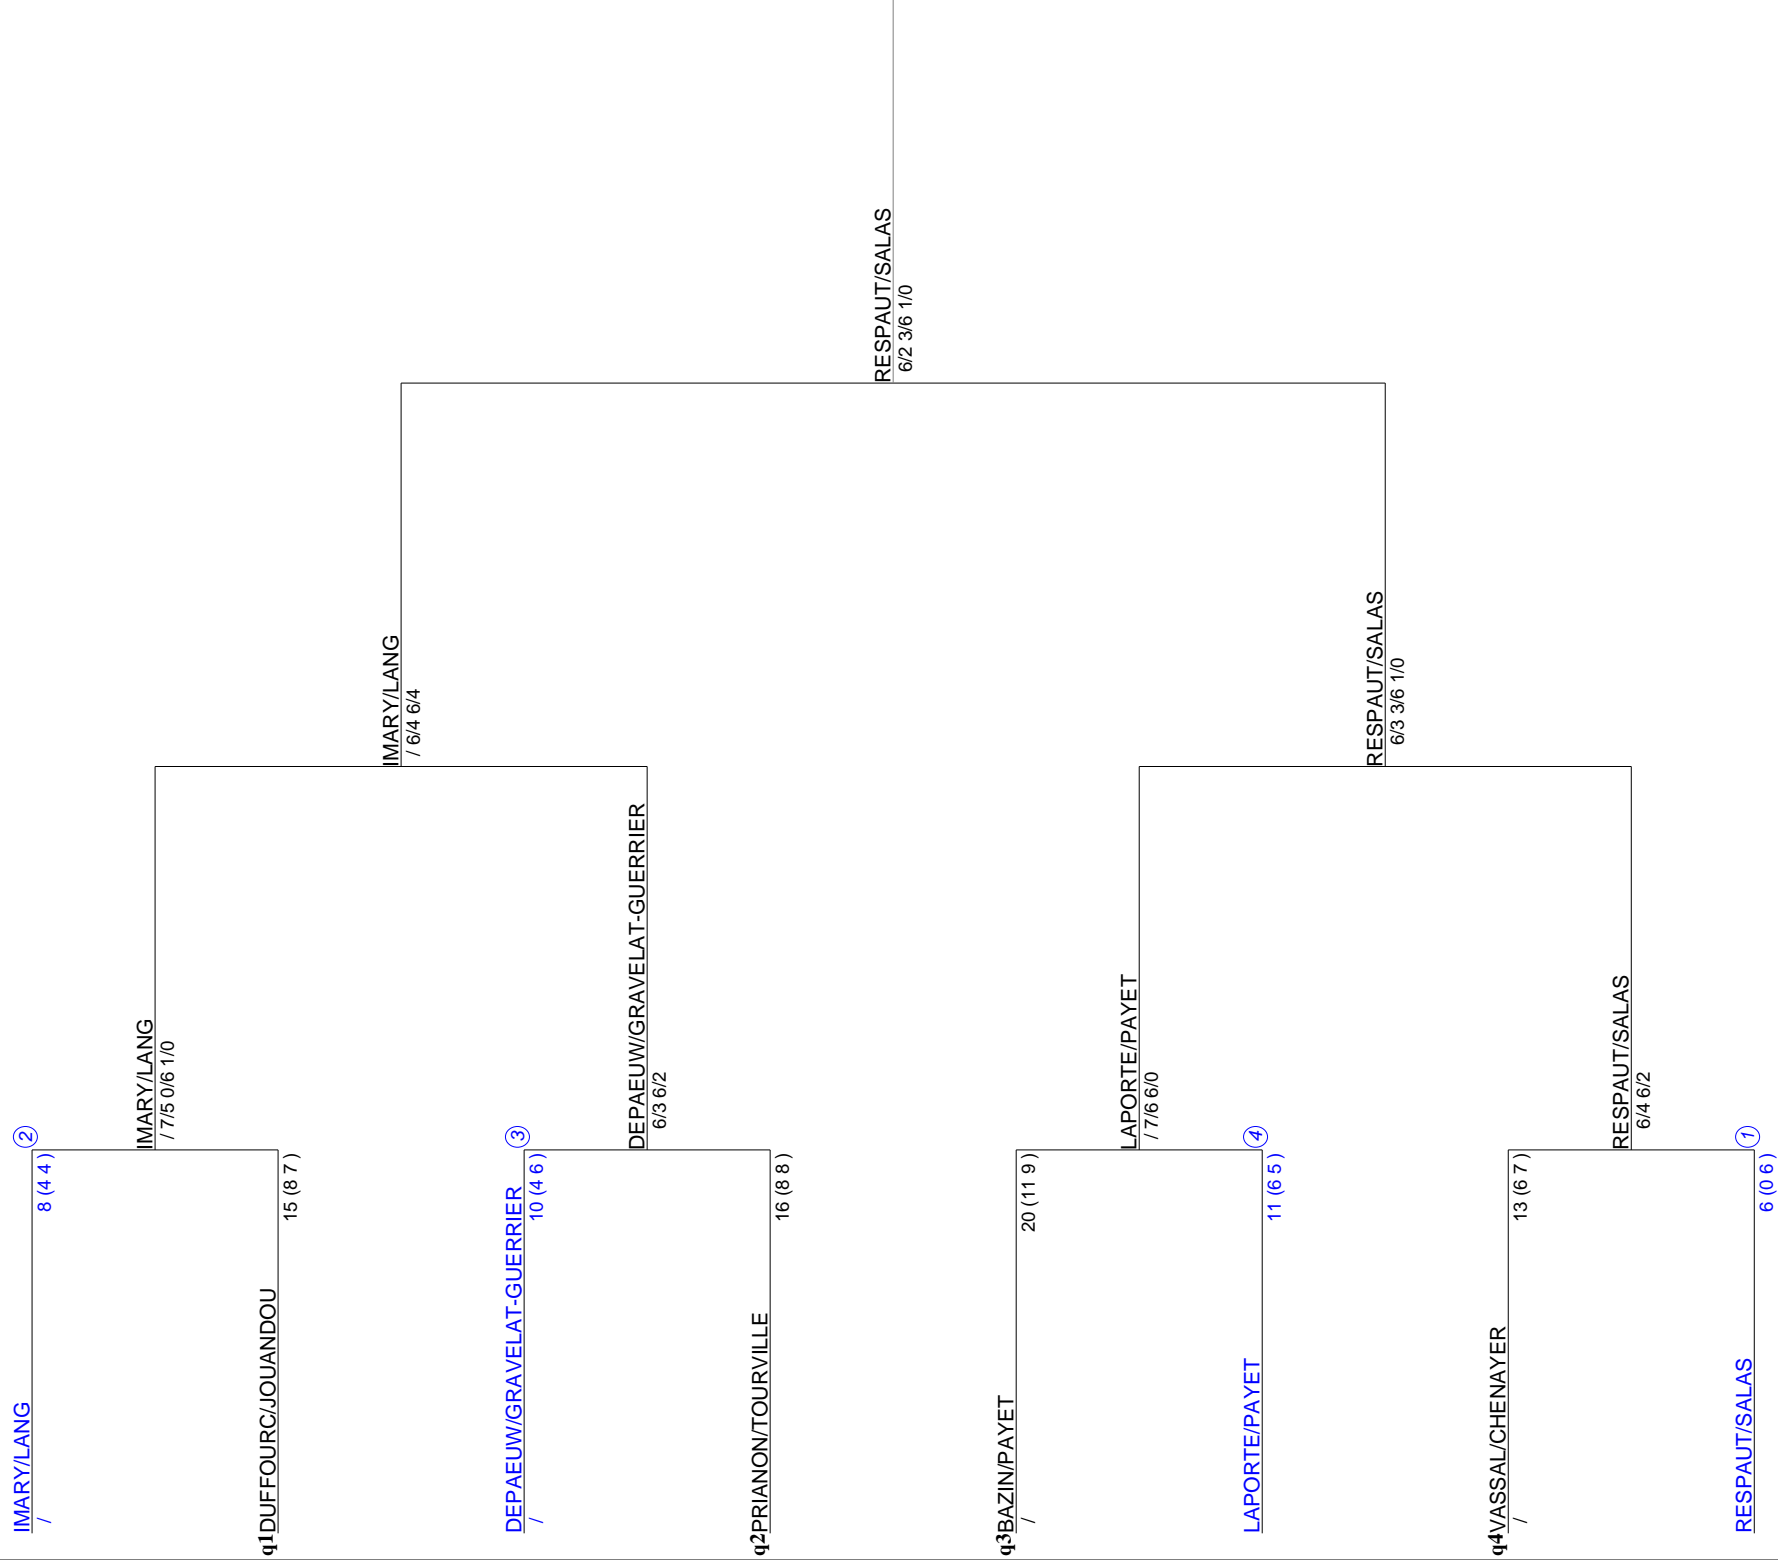 IMARY/LANG
/
2
8 (4 4 )
q1DUFFOURC/JOUANDOU
15 (8 7 )
DEPAEUW/GRAVELAT-GUERRIER
/
3
10 (4 6 )
q2PRIANON/TOURVILLE
16 (8 8 )
q3BAZIN/PAYET
/
20 (11 9 )
LAPORTE/PAYET
4
11 (6 5 )
q4VASSAL/CHENAYER
/
13 (6 7 )
RESPAUT/SALAS
1
6 (0 6 )
IMARY/LANG
/ 7/5 0/6 1/0
DEPAEUW/GRAVELAT-GUERRIER
6/3 6/2
LAPORTE/PAYET
/ 7/6 6/0
RESPAUT/SALAS
6/4 6/2
IMARY/LANG
/ 6/4 6/4
RESPAUT/SALAS
6/3 3/6 1/0
RESPAUT/SALAS
6/2 3/6 1/0